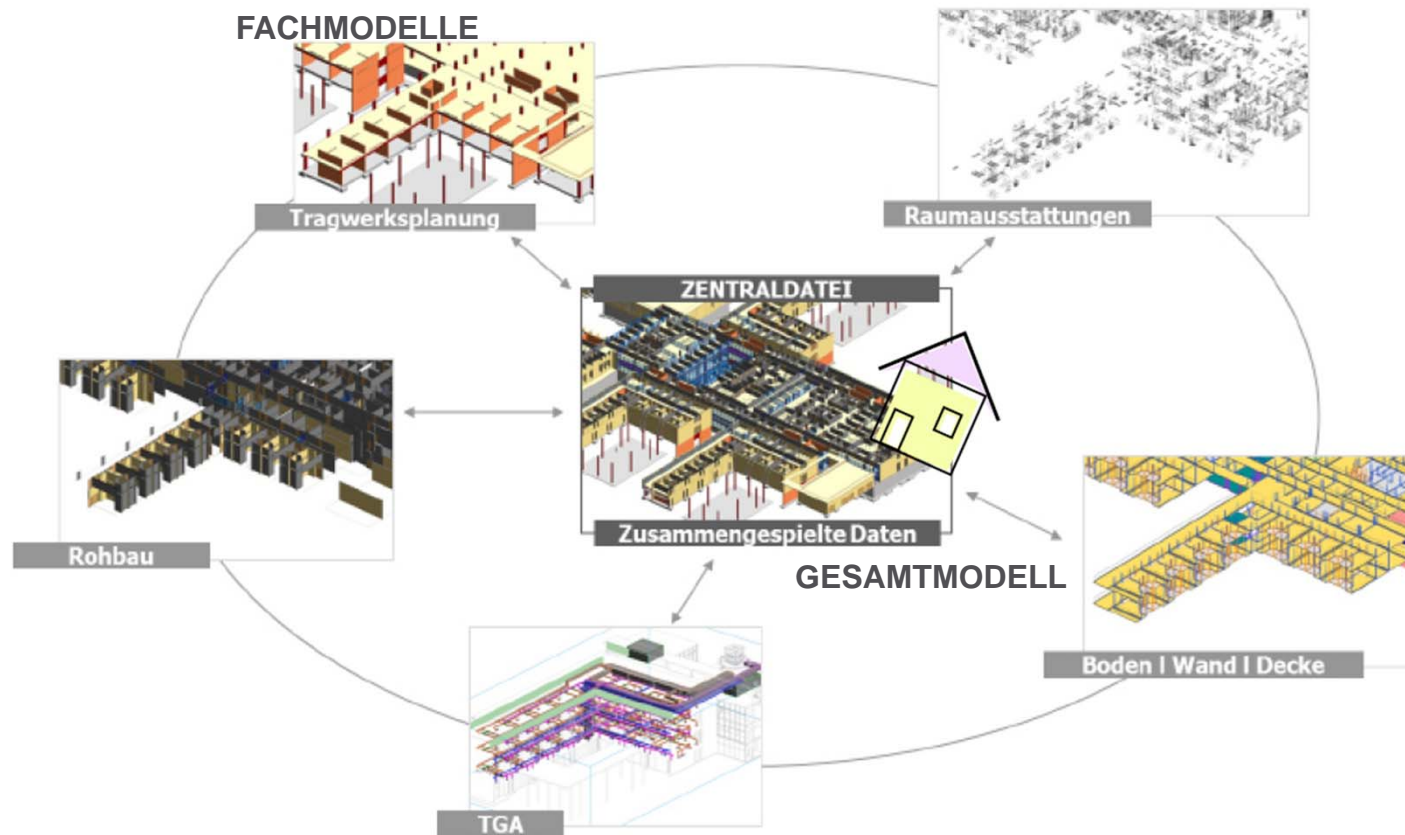 FACHMODELLE
Tragwerksplanung
Raumausstattungen
ZENTRALDATEI
Zusammengespielte Daten
Rohbau
GESAMTMODELL
Boden I Wand I Decke
TGA